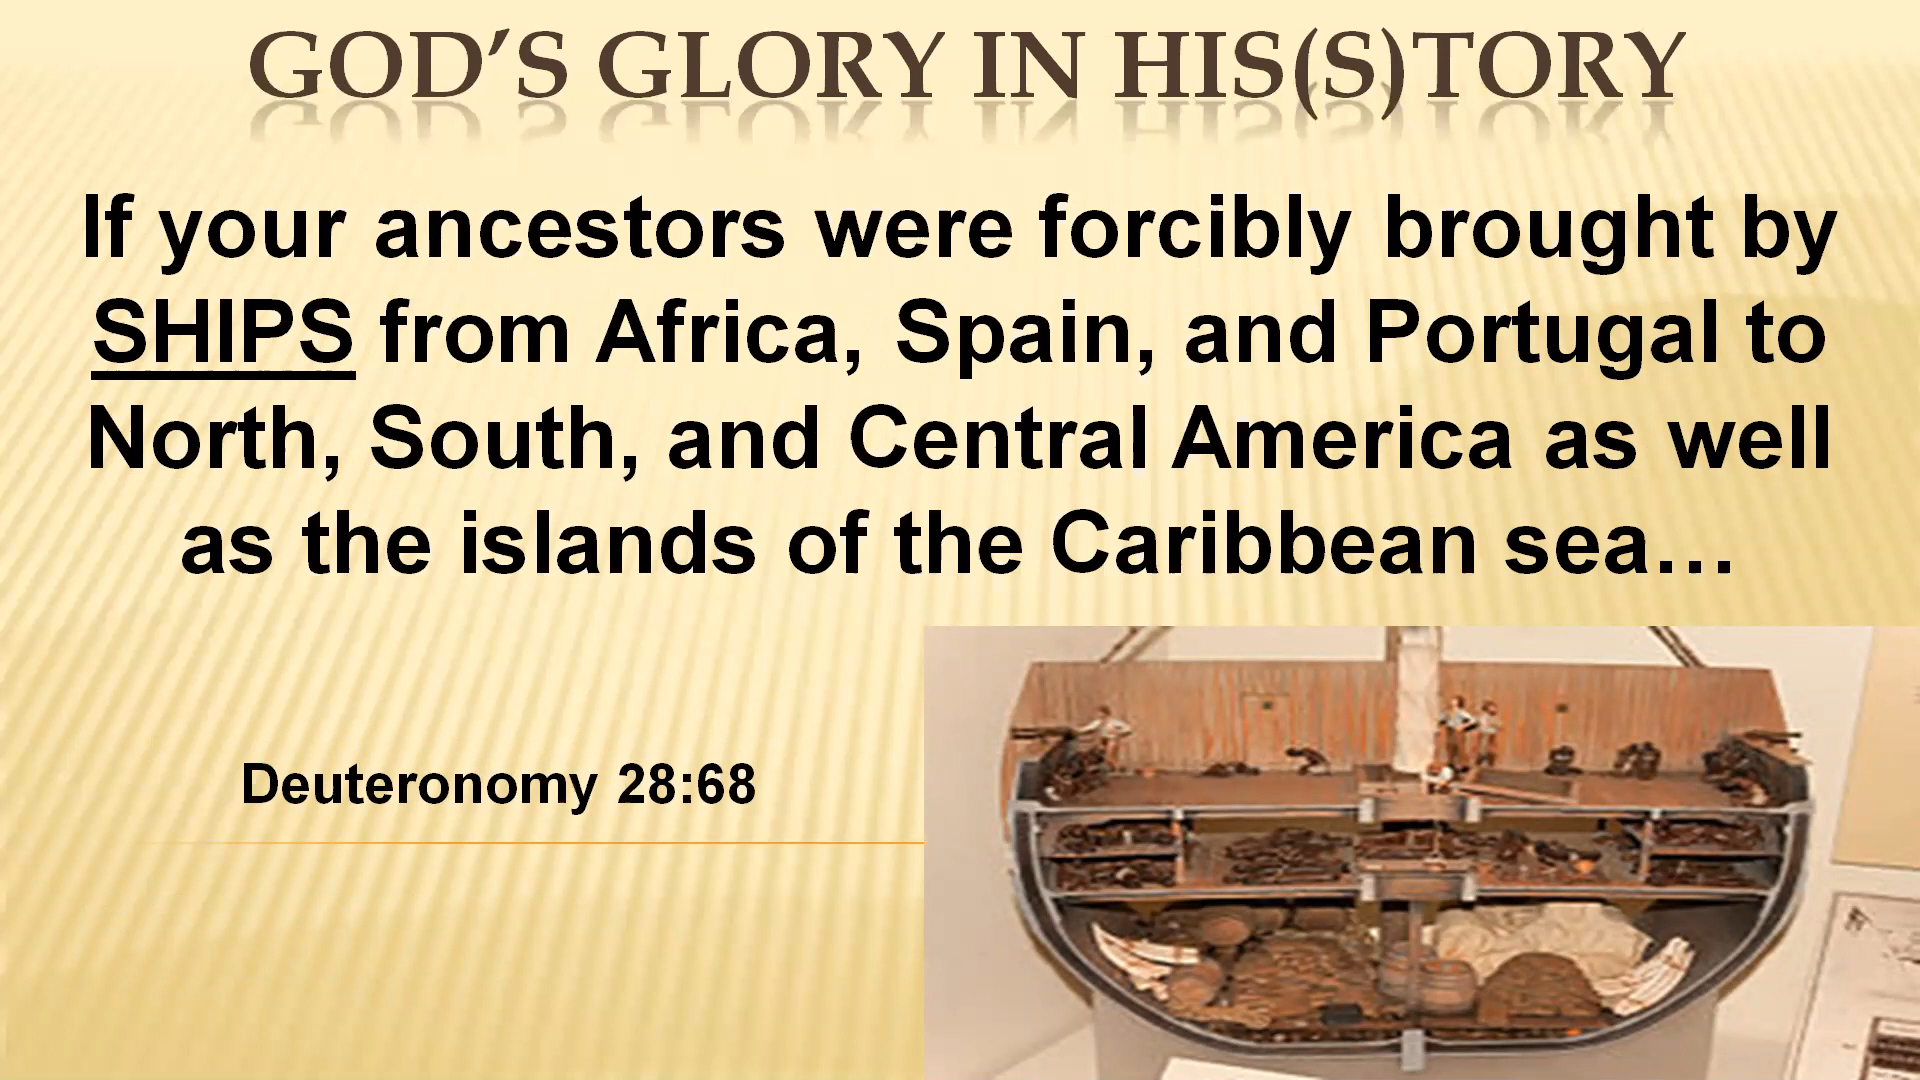 GOD’S GLORY IN HIS(S)TORY
If your ancestors were forcibly brought by
SHIPS from Africa, Spain, and Portugal to
North, South, and Central America as well
as the islands of the Caribbean sea…
Deuteronomy 28:68